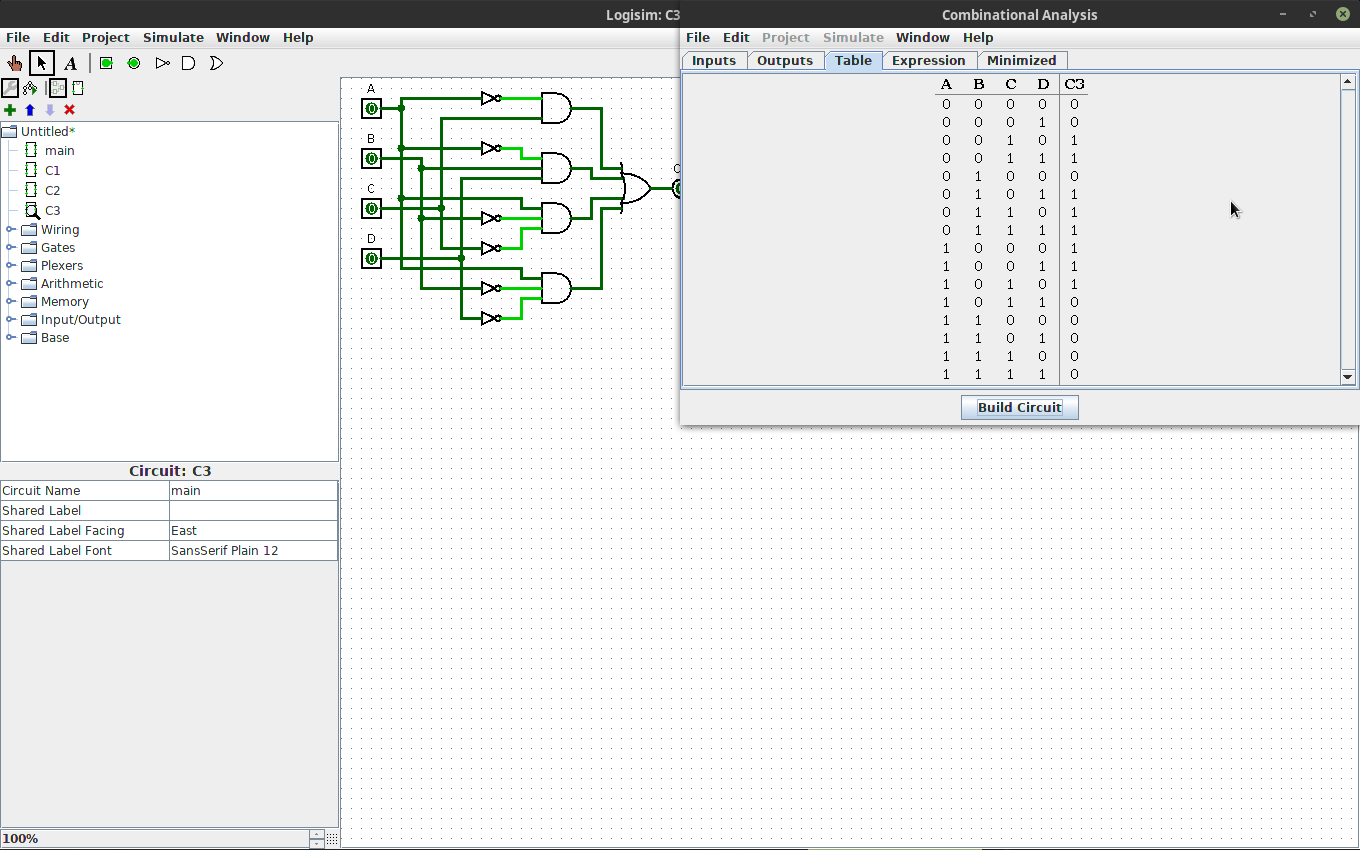 Logisim: C3
Combinational Analysis
File Edit Project Simulate Window Help
File Edit Project Simulate Window Help
A
Inputs Outputs Table Expression Minimized
Untitled*
main
C1
C2
C3
Wiring
Gates
Plexers
Arithmetic
Memory
Input/Output
Base
Circuit: C3
Circuit Name main
Shared Label
Shared Label Facing East
Shared Label Font SansSerif Plain 12
100%
A
0
B
0
C
0
D
0
A B C D C3
0 0 0 0 0
0 0 0 1 0
0 0 1 0 1
0 0 1 1 1
0 1 0 0 0
0 1 0 1 1
0 1 1 0 1
0 1 1 1 1
1 0 0 0 1
1 0 0 1 1
1 0 1 0 1
1 0 1 1 0
1 1 0 0 0
1 1 0 1 0
1 1 1 0 0
1 1 1 1 0
Build Circuit